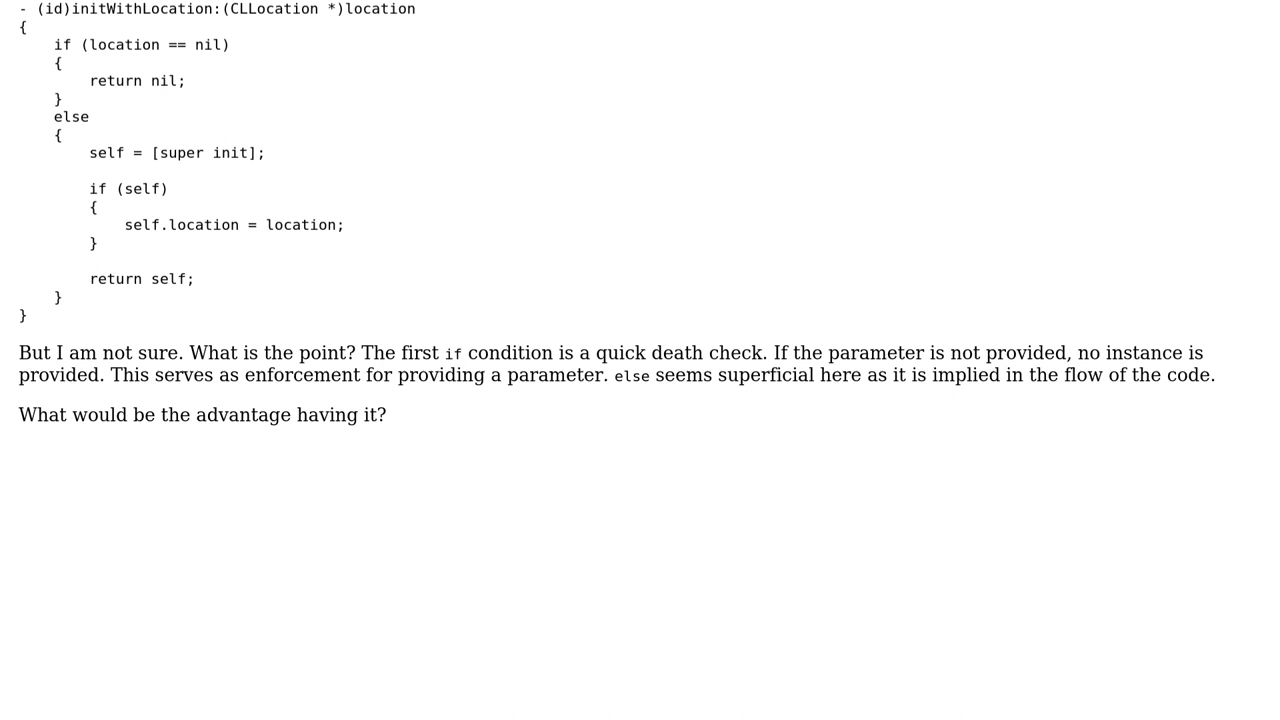 - (id)initWithLocation:(CLLocation *)location
{
    if (location == nil)
    {
        return nil;
    }
    else
    {
        self = [super init];

        if (self)
        {
            self.location = location;
        }

        return self;
    }
}
But I am not sure. What is the point? The first if condition is a quick death check. If the parameter is not provided, no instance is
provided. This serves as enforcement for providing a parameter. else seems superficial here as it is implied in the flow of the code.
What would be the advantage having it?